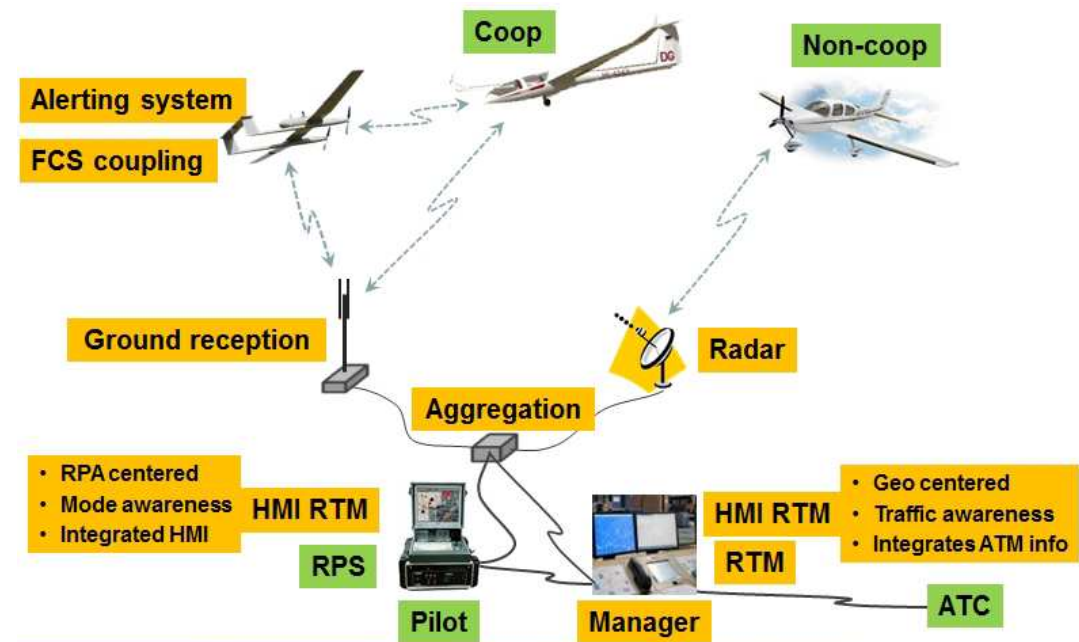 Coop
Non-coop
DG
Alerting system
FCS coupling
Ground reception
Radar
Aggregation
• RPA centered
• Mode awareness
• Integrated HMI
HMI RTM
RPS
Pilot
HMI RTM
RTM
Manager
• Geo centered
• Traffic awareness
• Integrates ATM info
ATC